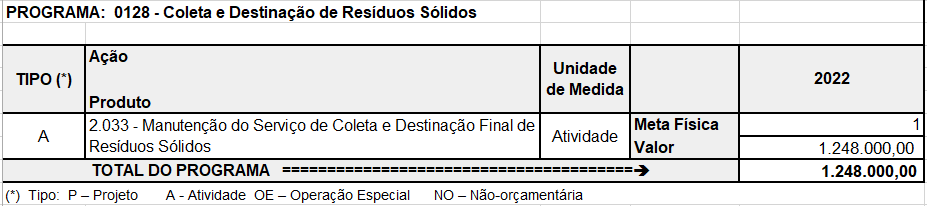 PROGRAMA: 0128 - Coleta e Destinação de Resíduos Sólidos
TIPO (*)
Ação
Produto
Unidade
de Medida
2022
A
2.033 - Manutenção do Serviço de Coleta e Destinação Final de
Resíduos Sólidos
Atividade
Meta Física
1
Valor
1.248.000,00
TOTAL DO PROGRAMA =======================================➔
1.248.000,00
(*) Tipo: P – Projeto A - Atividade OE – Operação Especial NO – Não-orçamentária